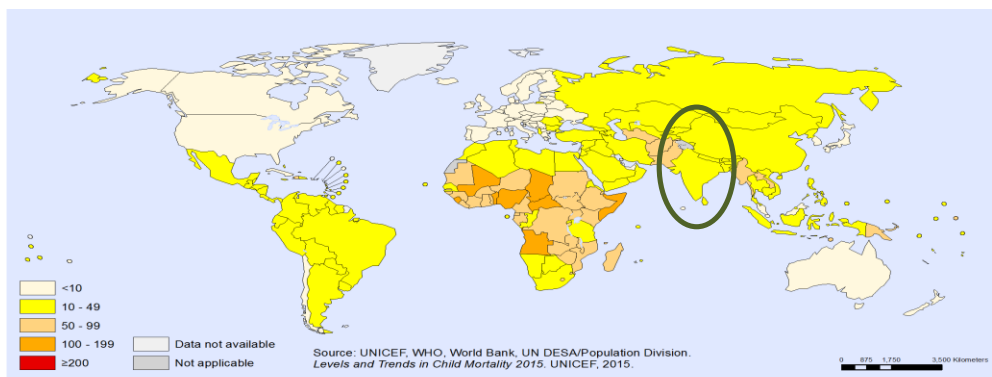 <10
10 - 49
50 - 99
100 - 199
≥200
Data not available
Not applicable
Source: UNICEF, WHO, World Bank, UN DESA/Population Division.
Levels and Trends in Child Mortality 2015. UNICEF, 2015.
0 875 1,750 3,500 Kilometers